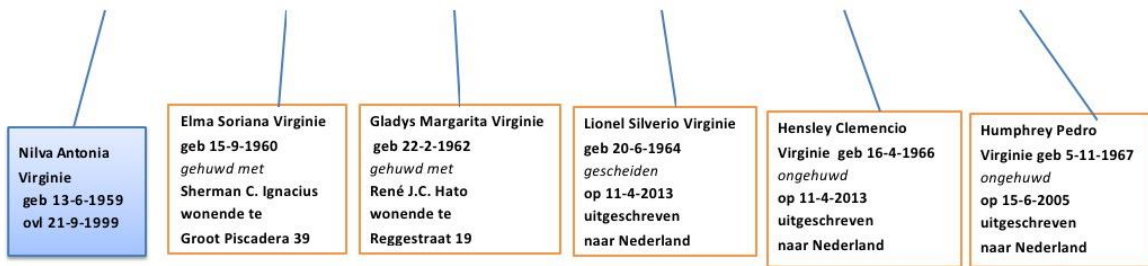 Nilva Antonia
Virginie
geb 13-6-1959
ovl 21-9-1999
Elma Soriana Virginie
geb 15-9-1960
gehuwd met
Sherman C. Ignacius
wonende te
Groot Piscadera 39
Gladys Margarita Virginie
geb 22-2-1962
gehuwd met
René J.C. Hato
wonende te
Reggestraat 19
Lionel Silverio Virginie
geb 20-6-1964
gescheiden
op 11-4-2013
uitgeschreven
naar Nederland
Hensley Clemencio
Virginie geb 16-4-1966
ongehuwd
op 11-4-2013
uitgeschreven
naar Nederland
Humphrey Pedro
Virginie geb 5-11-1967
ongehuwd
op 15-6-2005
uitgeschreven
naar Nederland